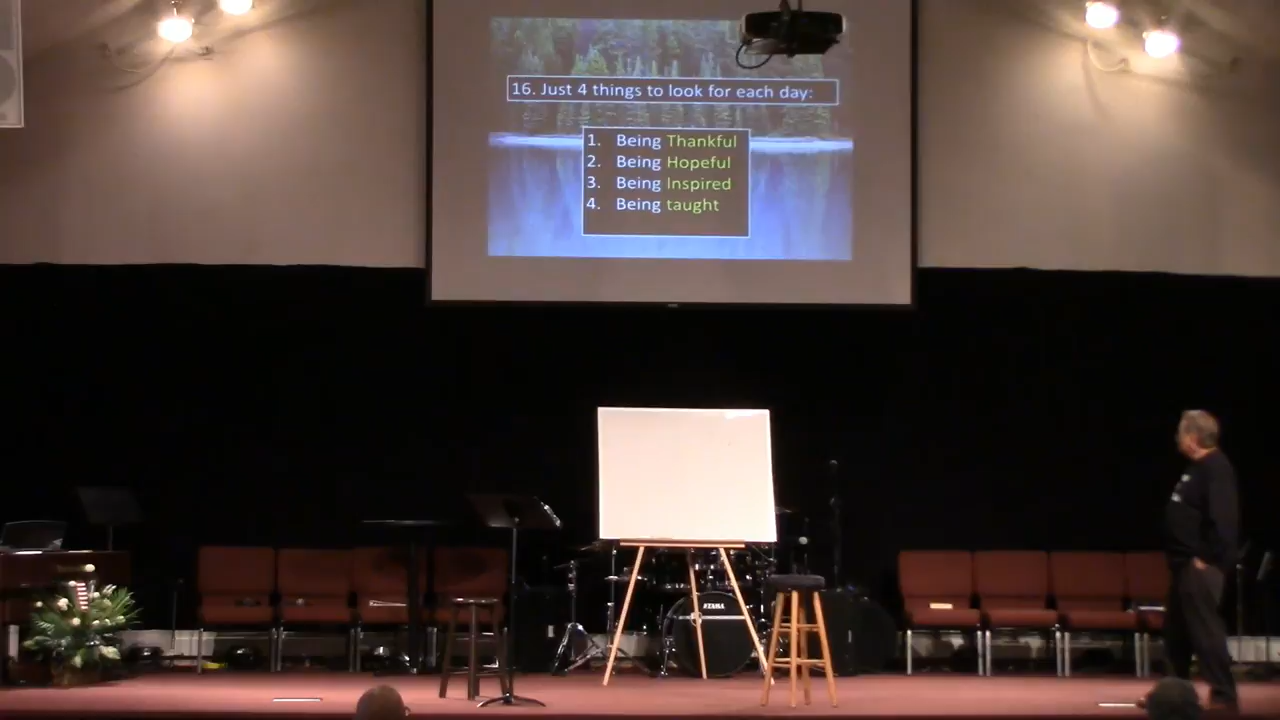 16. Just 4 things to look for each day:
1. Being Thankful
2. Being Hopeful
3. Being Inspired
4. Being taught
TAMA